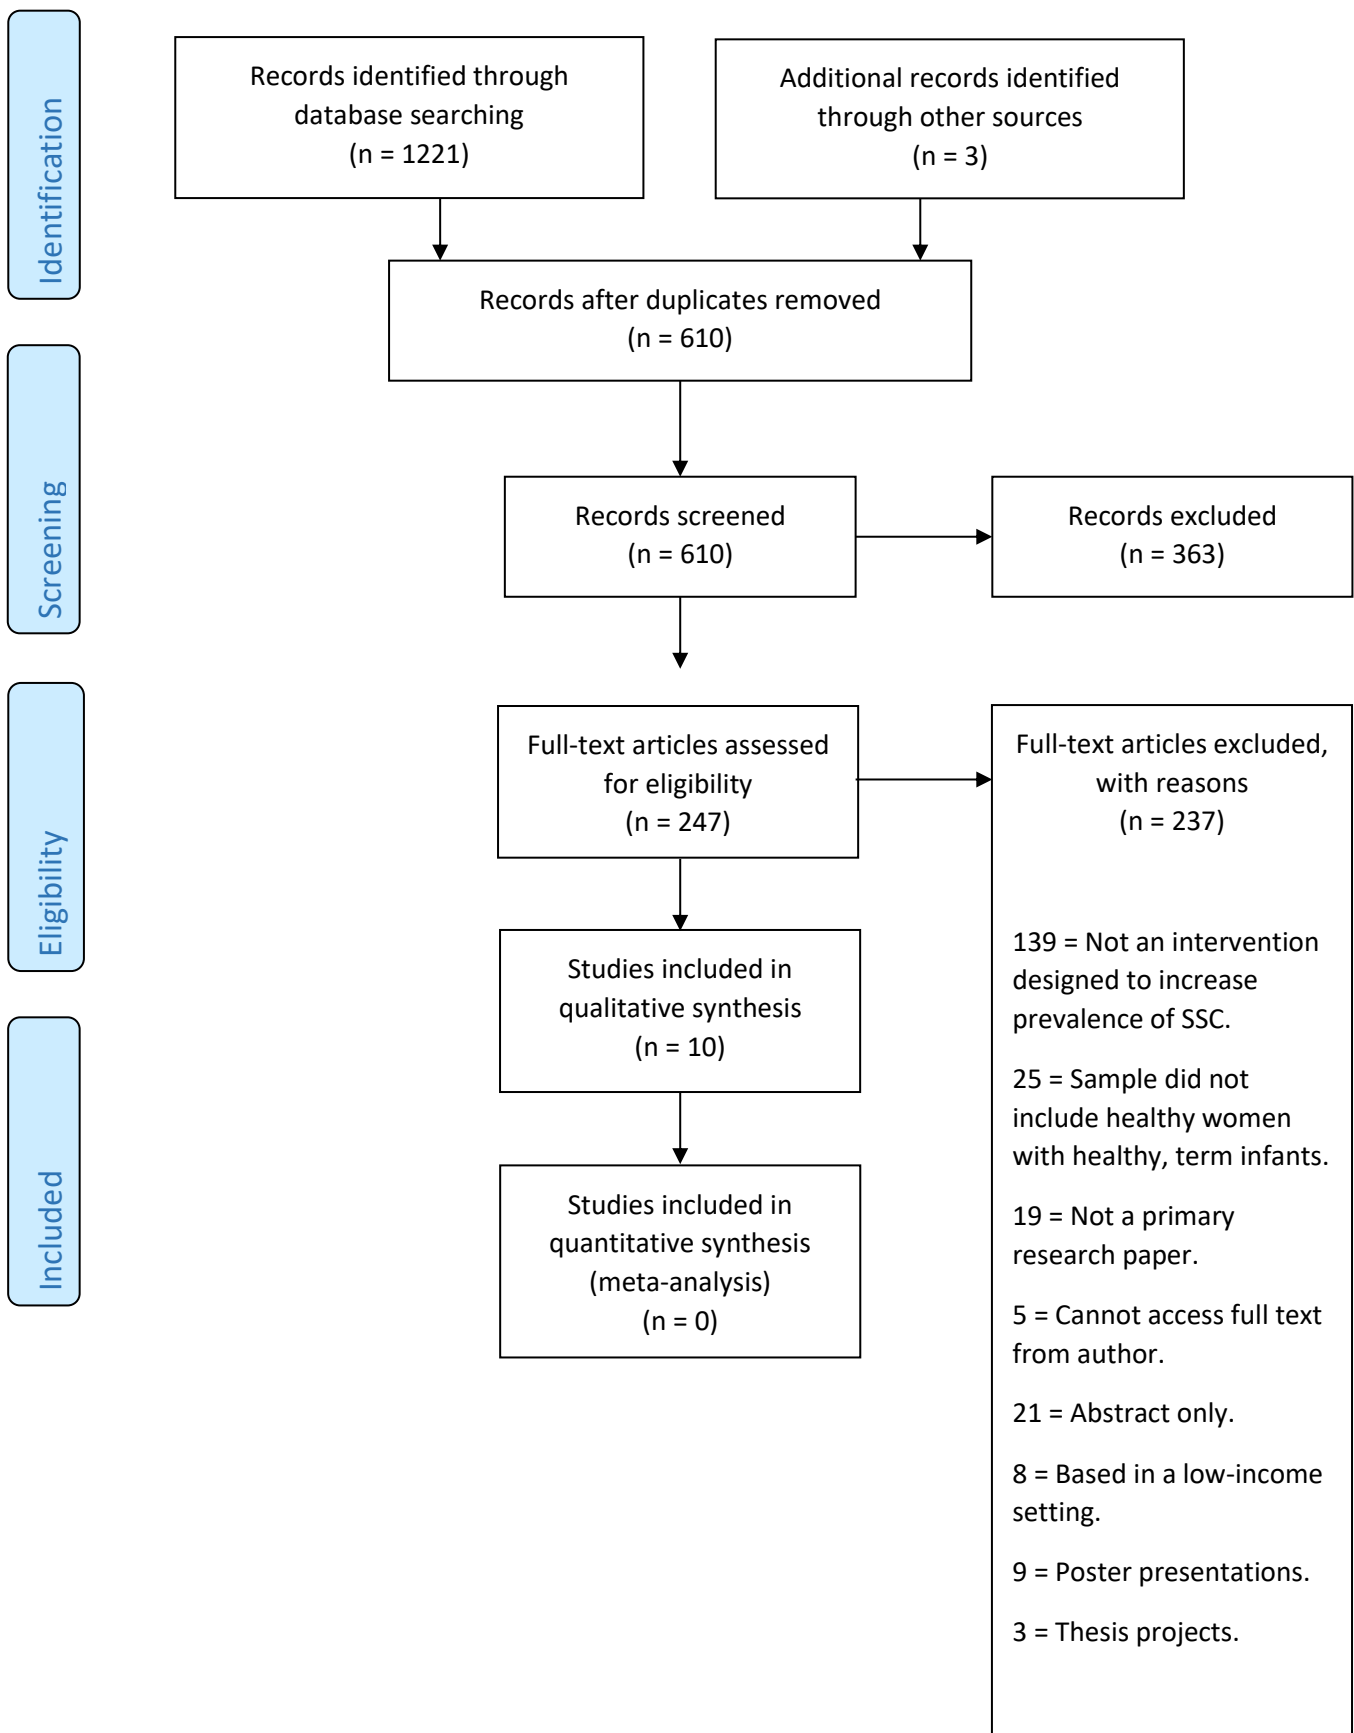 Identification
Records identified through
database searching
(n = 1221)
Additional records identified
through other sources
(n = 3)
Records after duplicates removed
(n = 610)
Screening
Records screened
(n = 610)
Records excluded
(n = 363)
Eligibility
Full-text articles assessed
for eligibility
(n = 247)
Full-text articles excluded,
with reasons
(n = 237)
139 = Not an intervention
designed to increase
prevalence of SSC.
25 = Sample did not
include healthy women
with healthy, term infants.
19 = Not a primary
research paper.
5 = Cannot access full text
from author.
21 = Abstract only.
8 = Based in a low-income
setting.
9 = Poster presentations.
3 = Thesis projects.
Studies included in
qualitative synthesis
(n = 10)
Included
Studies included in
quantitative synthesis
(meta-analysis)
(n = 0)